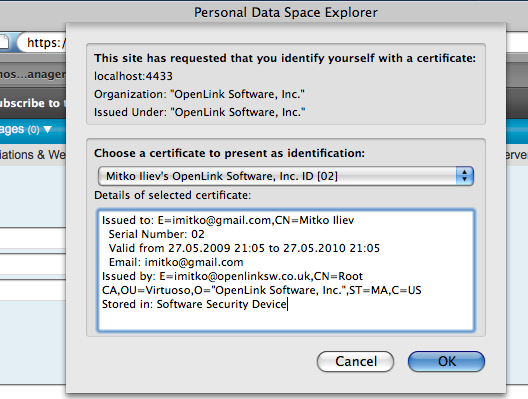 Personal Data Space Explorer
https:/
This site has requested that you identify yourself with a certificate:
localhost:4433
Organization: "OpenLink Software, Inc."
Issued Under: "OpenLink Software, Inc."
nos...anager
ubscribe to t
ages (0) ▼
iations & We
erver
Choose a certificate to present as identification:
Mitko Iliev's OpenLink Software, Inc. ID [02]
Details of selected certificate:
Issued to: E=imitko@gmail.com,CN=Mitko Iliev
Serial Number: 02
Valid from 27.05.2009 21:05 to 27.05.2010 21:05
Email: imitko@gmail.com
Issued by: E=imitko@openlinksw.co.uk,CN=Root
CA,OU=Virtuoso,O="OpenLink Software, Inc.",ST=MA,C=US
Stored in: Software Security Device
Cancel OK